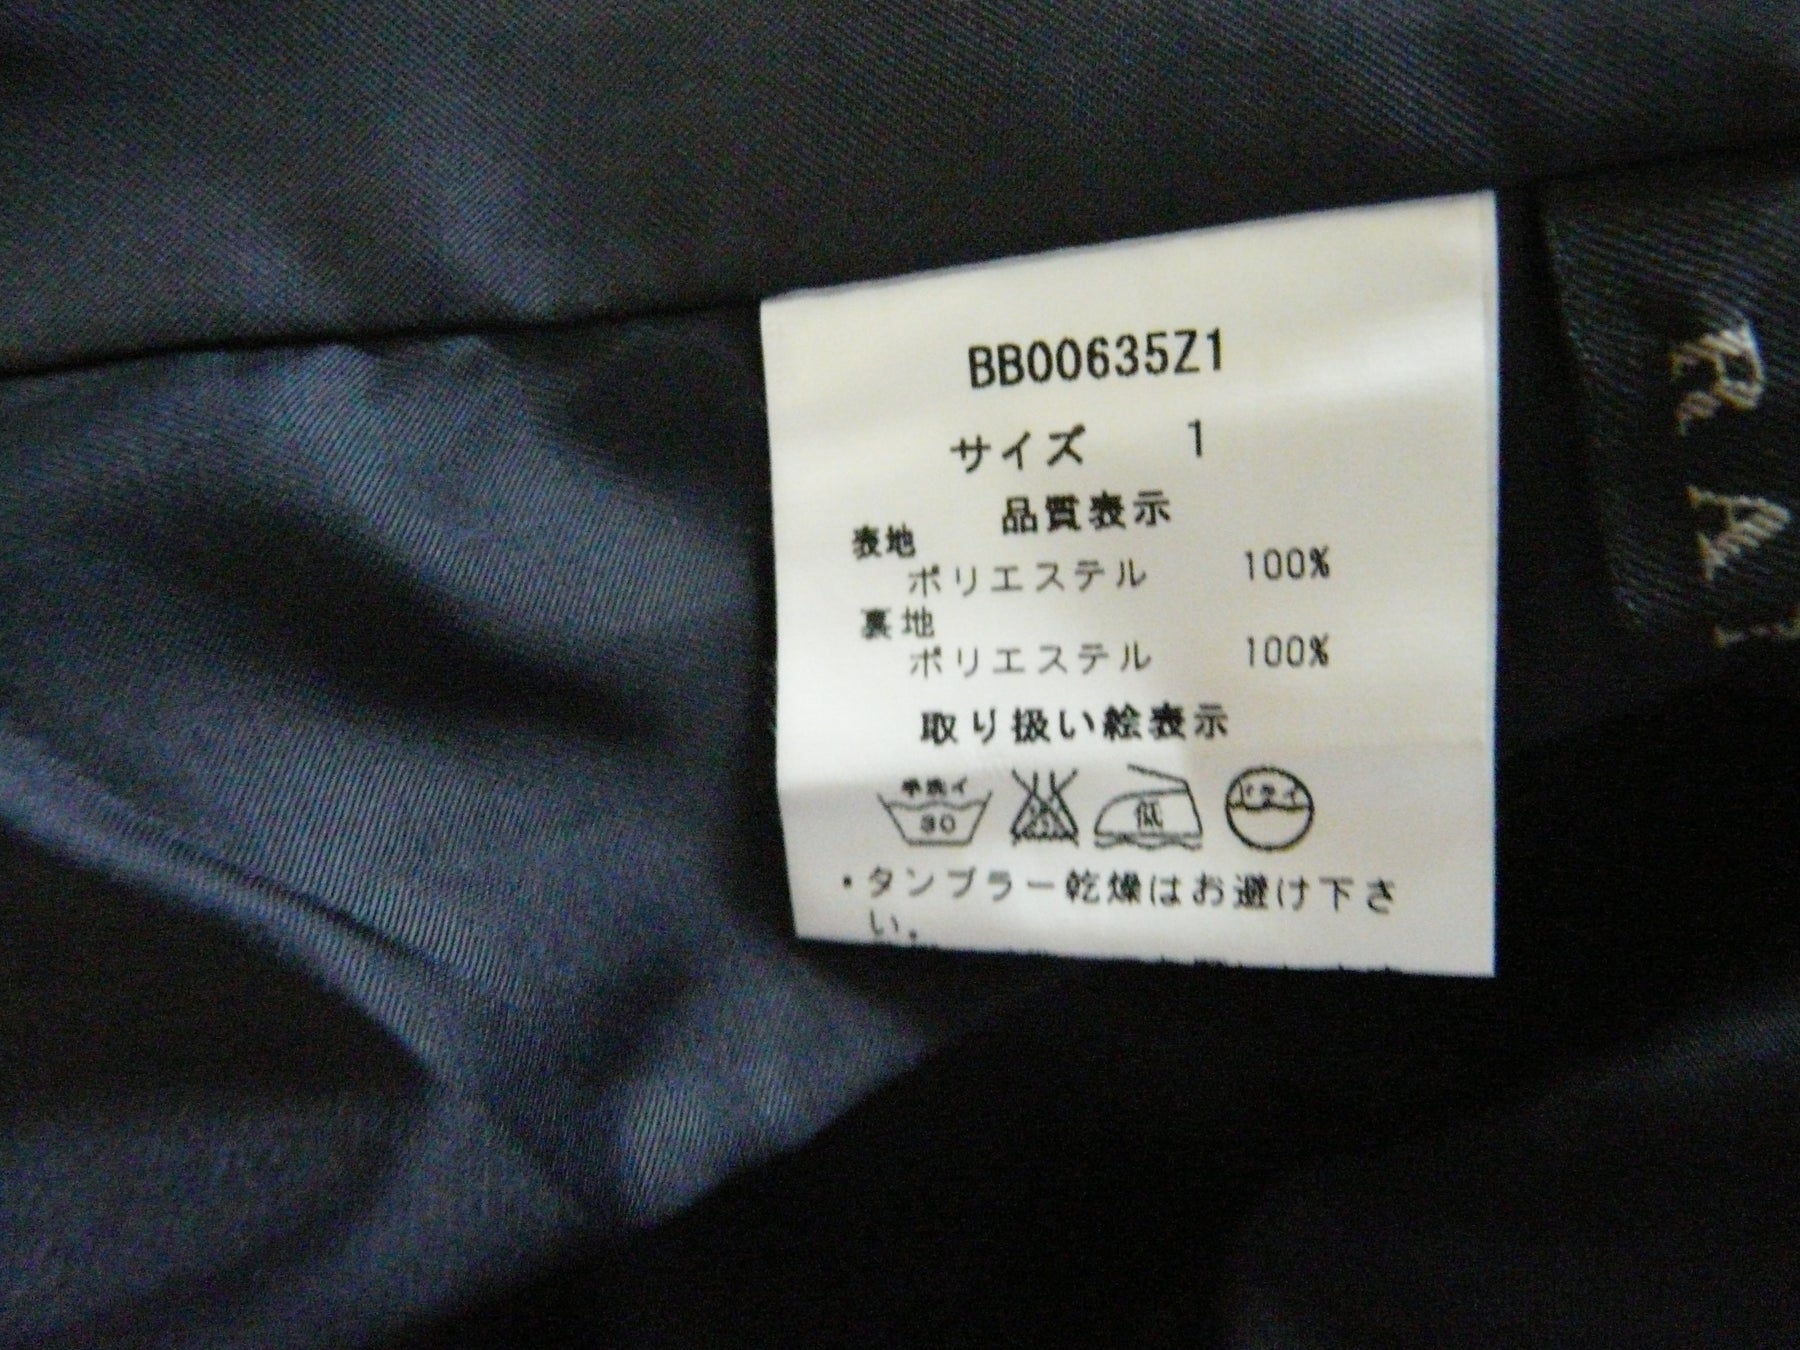 BB00635Z1
サイズ 1
品質表示
表地
ポリエステル 100%
裏地
ポリエステル 100%
取り扱い絵表示
手洗イ
30
低
ドライ
・タンブラー乾燥はお避け下さ
い。
R
A